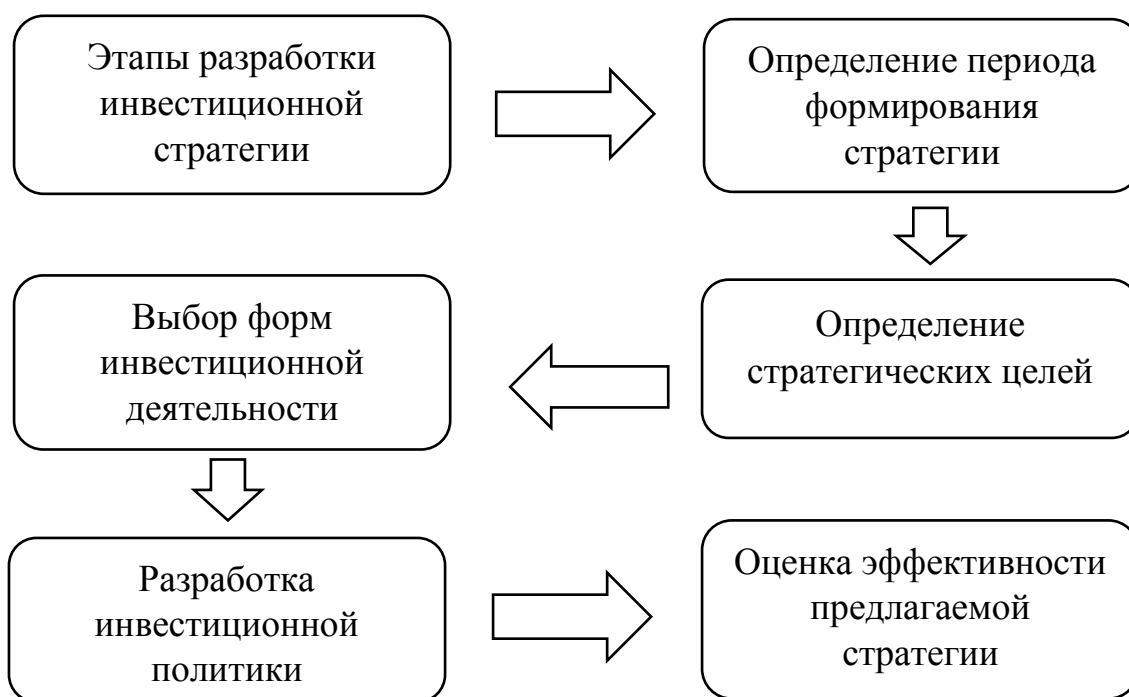 Этапы разработки
инвестиционной
стратегии
Определение периода
формирования
стратегии
Определение
стратегических целей
Выбор форм
инвестиционной
деятельности
Разработка
инвестиционной
политики
Оценка эффективности
предлагаемой
стратегии